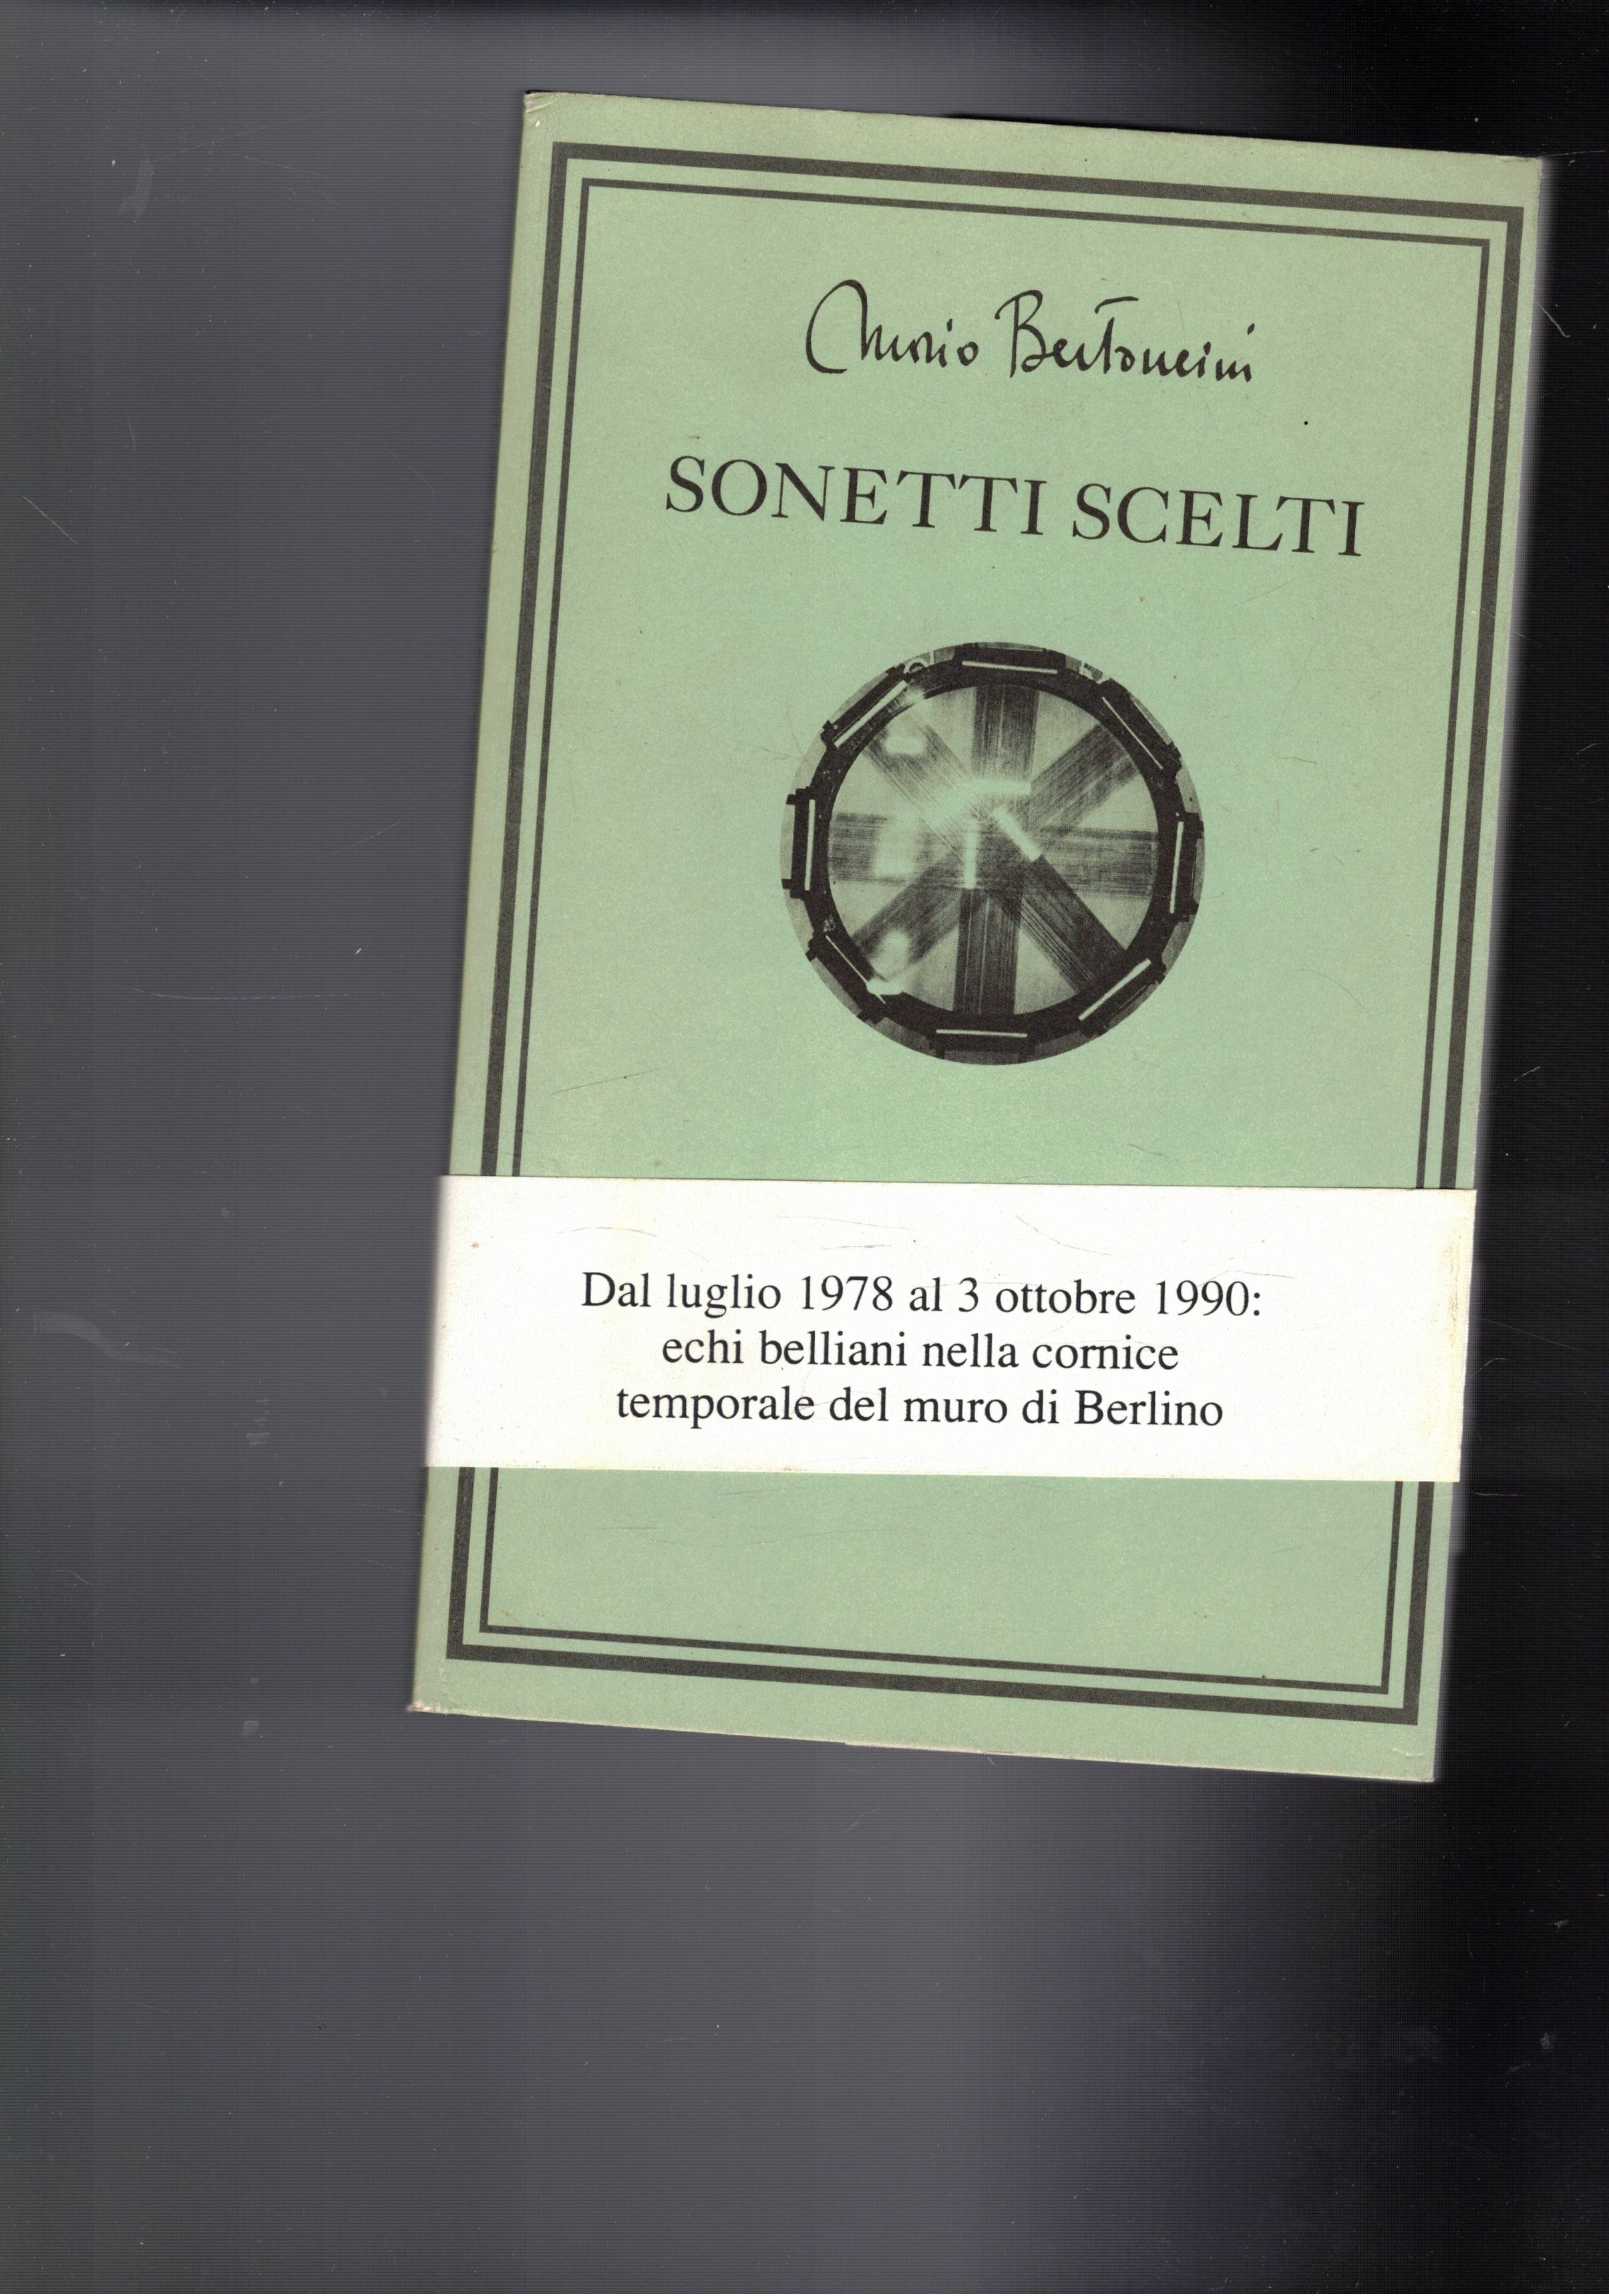 Mario Bertoncini
SONETTI SCELTI
Dal luglio 1978 al 3 ottobre 1990:
echi belliani nella cornice
temporale del muro di Berlino